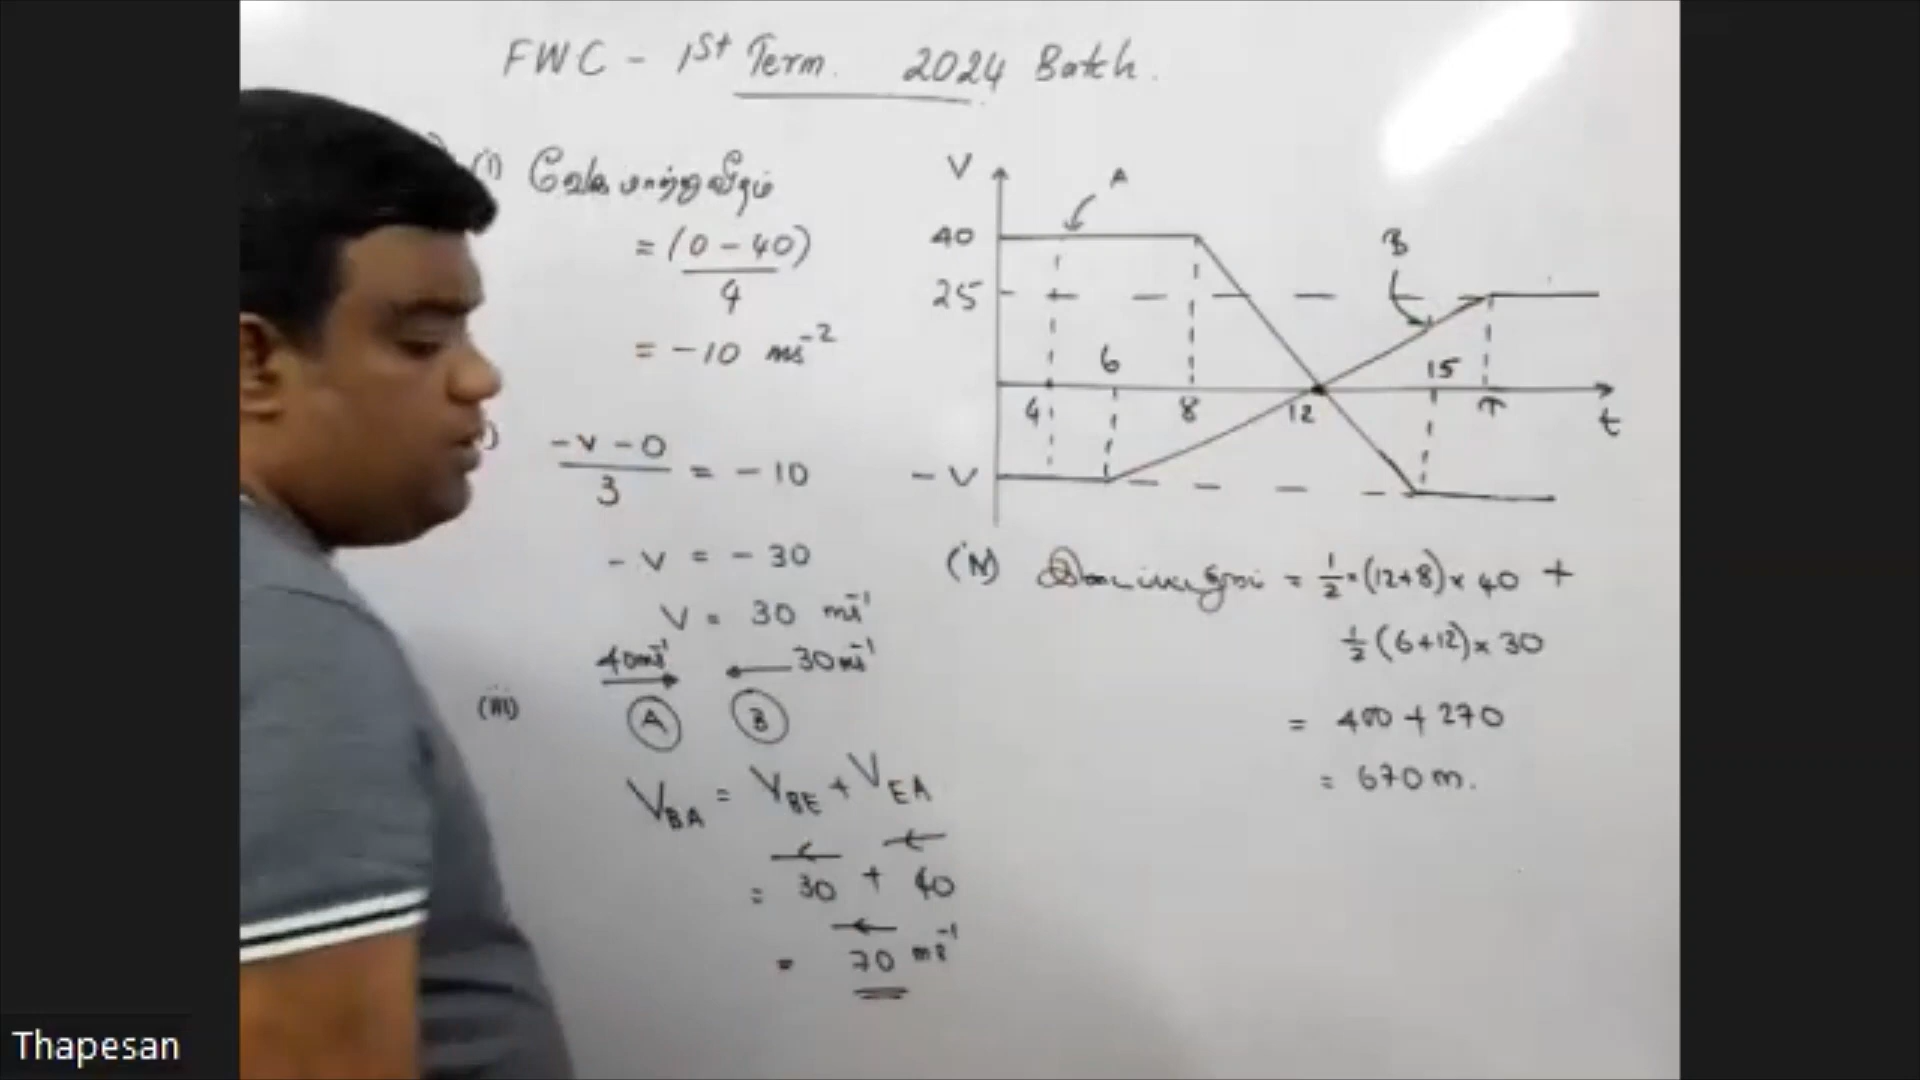 FWC - 1st Term. 2024 Batch.
(i) வேக மாற்றவீதம்
= (0 - 40)
4
= -10 ms⁻²
-v - 0
3
= -10
-v = -30
v = 30 ms⁻¹
40ms⁻¹ 30ms⁻¹
(iii) A B
V_BA = V_BE + V_EA
= 30 + 40
= 70 ms⁻¹
V
A
40
B
25
6
15
4
8
12
T
t
-V
(iv) = ½ × (12+8) × 40 +
½ (6+12) × 30
= 400 + 270
= 670 m.
Thapesan